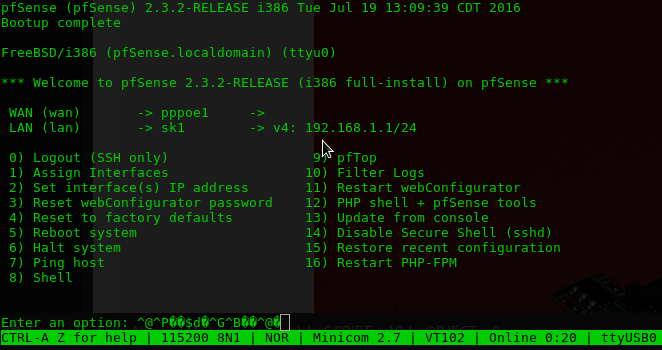 pfSense (pfSense) 2.3.2-RELEASE i386 Tue Jul 19 13:09:39 CDT 2016
Bootup complete
FreeBSD/i386 (pfSense.localdomain) (ttyu0)
*** Welcome to pfSense 2.3.2-RELEASE (i386 full-install) on pfSense ***
WAN (wan) -> pppoe1 ->
LAN (lan) -> sk1 -> v4: 192.168.1.1/24
0) Logout (SSH only) 9) pfTop
1) Assign Interfaces 10) Filter Logs
2) Set interface(s) IP address 11) Restart webConfigurator
3) Reset webConfigurator password 12) PHP shell + pfSense tools
4) Reset to factory defaults 13) Update from console
5) Reboot system 14) Disable Secure Shell (sshd)
6) Halt system 15) Restore recent configuration
7) Ping host 16) Restart PHP-FPM
8) Shell
Enter an option: ^@^P��$d�^G^B��^@�
CTRL-A Z for help | 115200 8N1 | NOR | Minicom 2.7 | VT102 | Online 0:20 | ttyUSB0